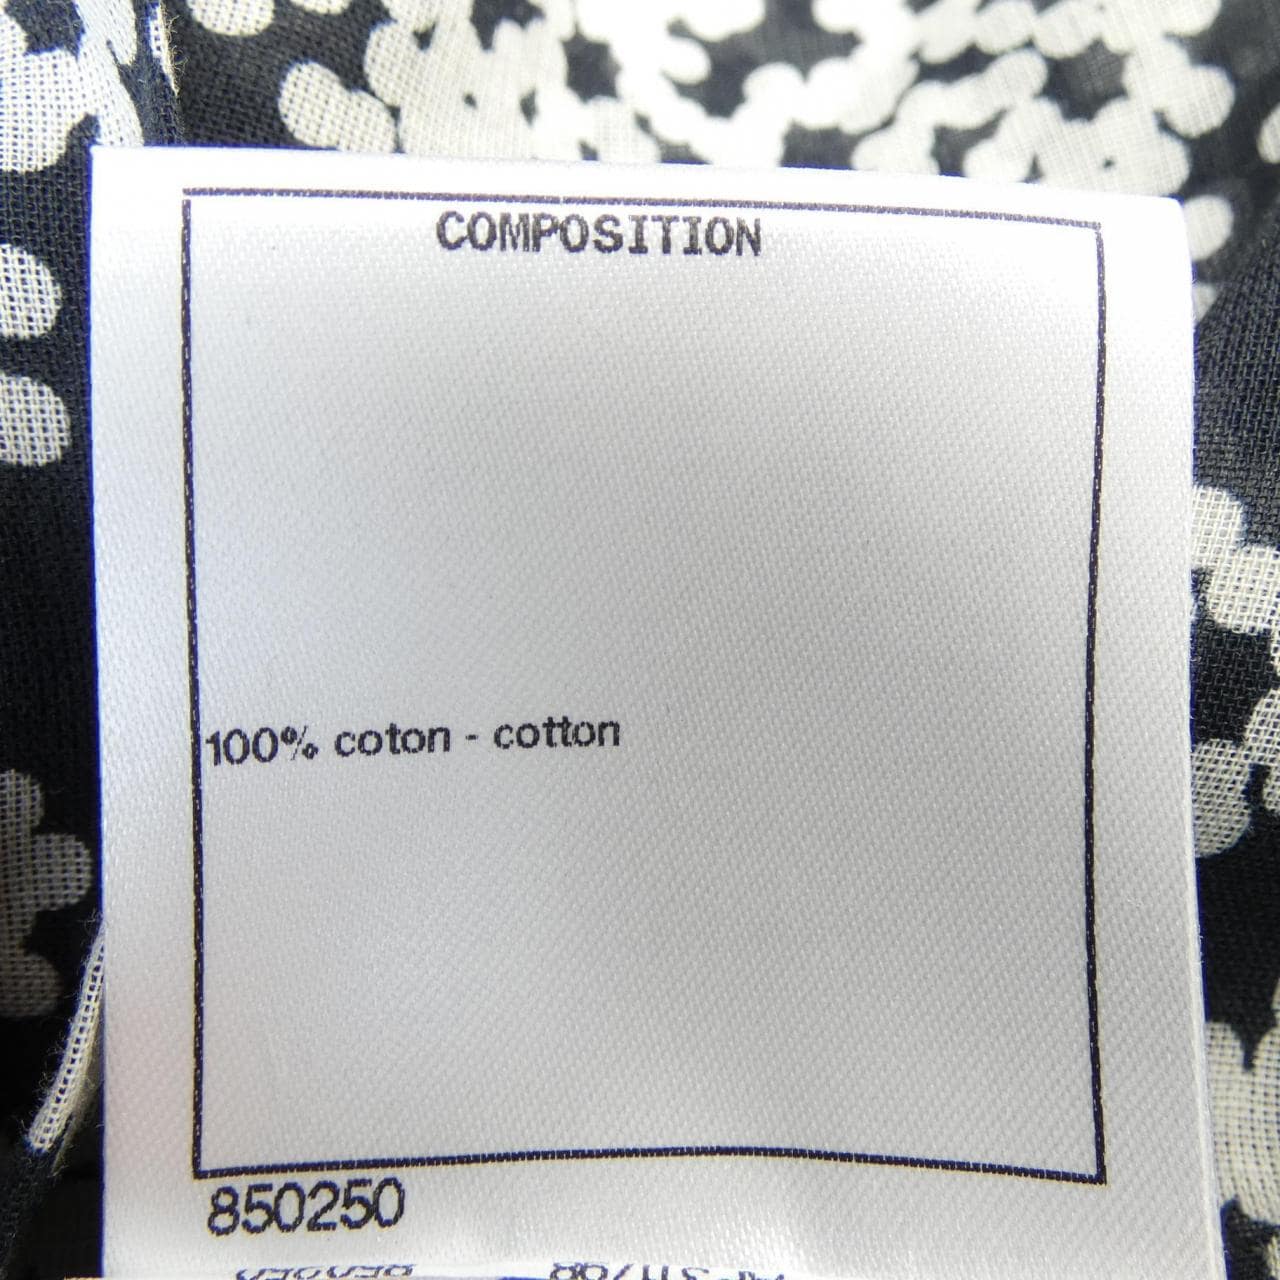 COMPOSITION
100% coton - cotton
850250